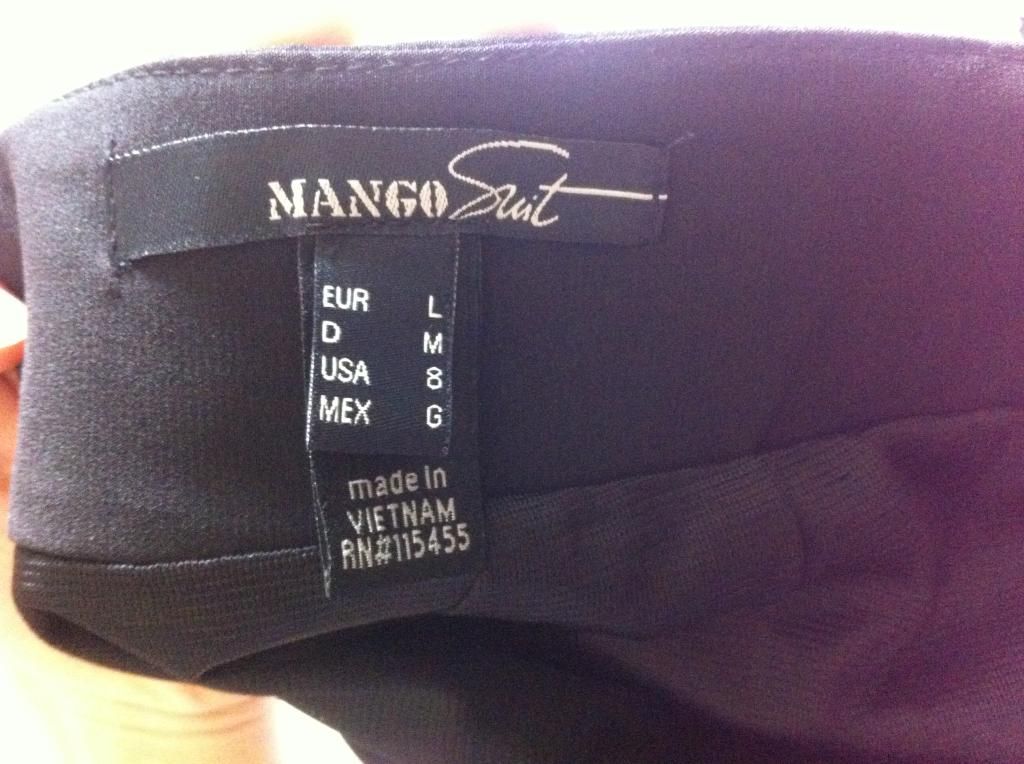 MANGO Suit
EUR L
D M
USA 8
MEX G
made in
VIETNAM
RN#115455